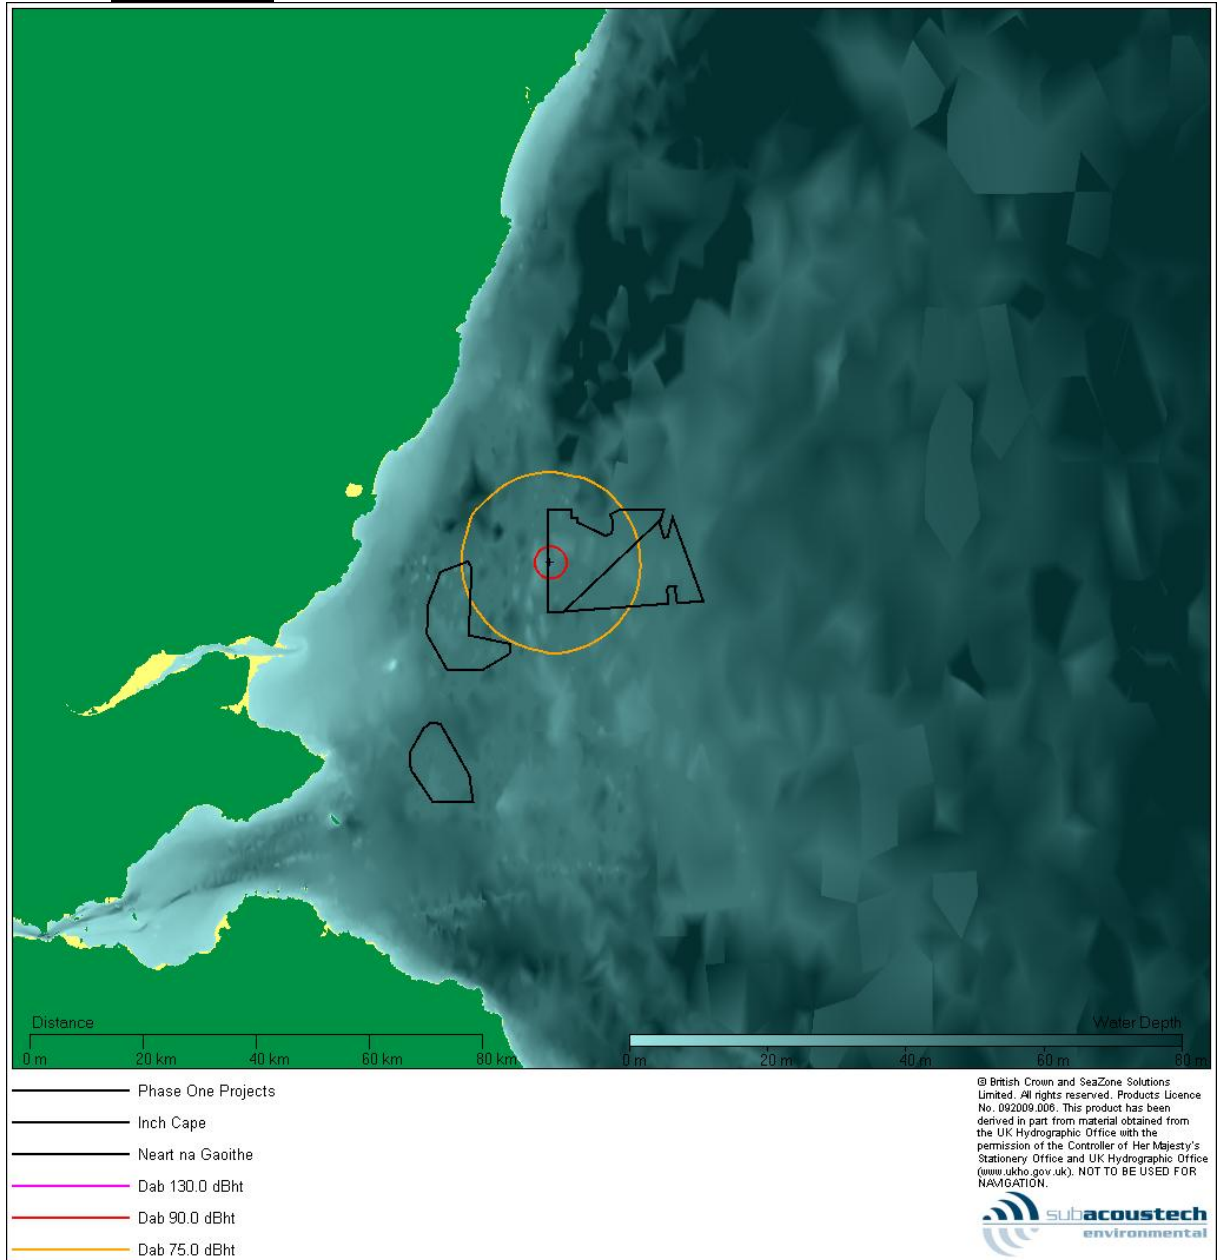 Distance
0 m 20 km 40 km 60 km 80 km
Water Depth
0 m 20 m 40 m 60 m 80 m
Phase One Projects
Inch Cape
Neart na Gaoithe
Dab 130.0 dBht
Dab 90.0 dBht
Dab 75.0 dBht
© British Crown and SeaZone Solutions
Limited. All rights reserved. Products Licence
No. 092009.006. This product has been
derived in part from material obtained from
the UK Hydrographic Office with the
permission of the Controller of Her Majesty's
Stationery Office and UK Hydrographic Office
(www.ukho.gov.uk). NOT TO BE USED FOR
NAVIGATION.
subacoustech
environmental